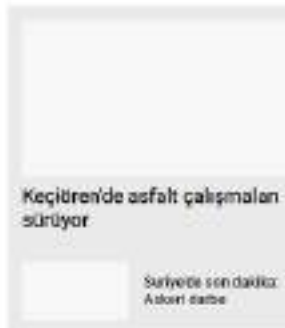 Keçiören'de asfalt çalışmaları
sürüyor
Suriye'de son dakika:
Askeri darbe